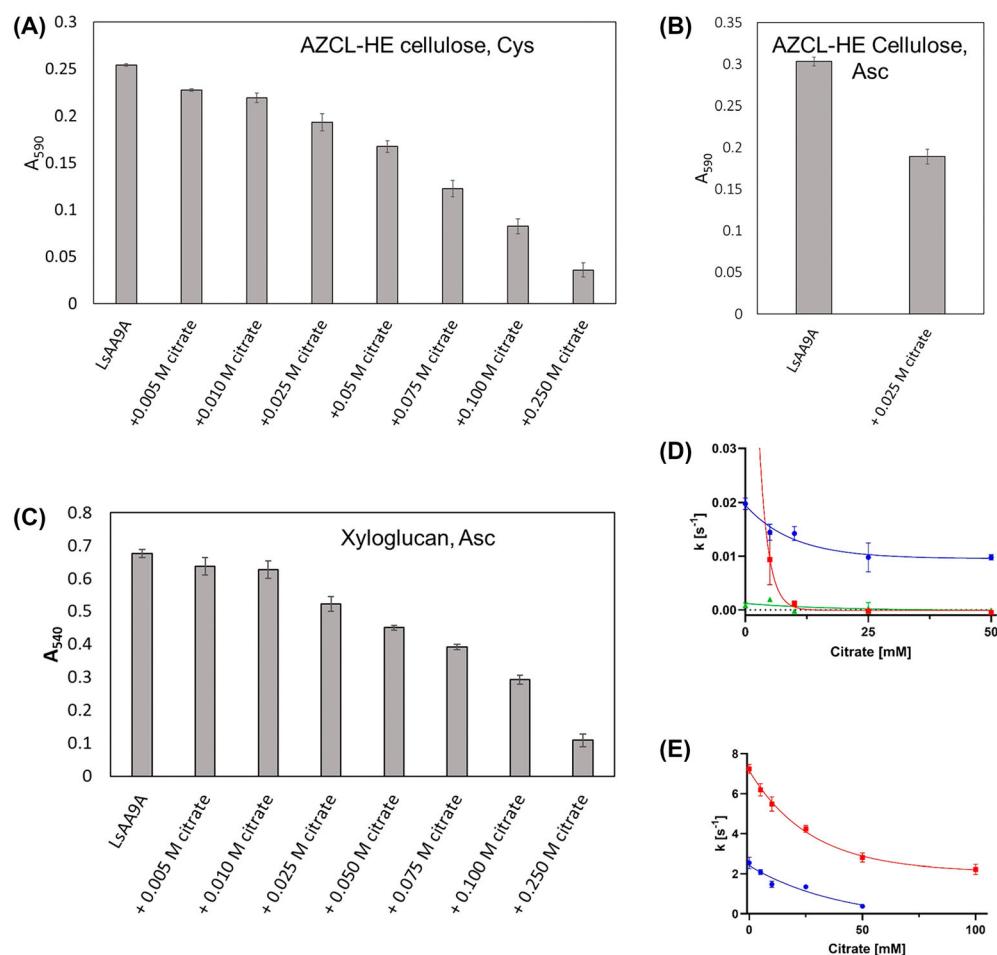 (A)
AZCL-HE cellulose, Cys
A590
0.3
0.25
0.2
0.15
0.1
0.05
0
LsAA9A
+0.005 M citrate
+0.010 M citrate
+0.025 M citrate
+0.05 M citrate
+0.075 M citrate
+0.100 M citrate
+0.250 M citrate
(B)
AZCL-HE Cellulose,
Asc
A590
0.35
0.3
0.25
0.2
0.15
0.1
0.05
0
LsAA9A
+ 0.025 M citrate
(C)
Xyloglucan, Asc
A540
0.8
0.7
0.6
0.5
0.4
0.3
0.2
0.1
0
LsAA9A
+ 0.005 M citrate
+ 0.010 M citrate
+ 0.025 M citrate
+ 0.050 M citrate
+ 0.075 M citrate
+ 0.100 M citrate
+ 0.250 M citrate
(D)
k [s-1]
0.03
0.02
0.01
0.00
0 25 50
Citrate [mM]
(E)
k [s-1]
8
6
4
2
0
0 50 100
Citrate [mM]